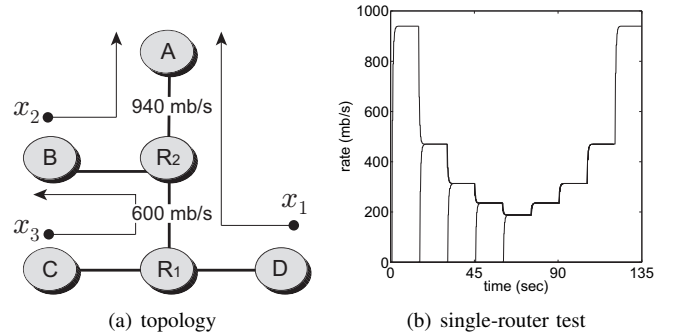 A
940 mb/s
x2
B
R2
600 mb/s
x1
x3
C
R1
D
(a) topology
1000
800
600
400
200
0
rate (mb/s)
0 45 90 135
time (sec)
(b) single-router test